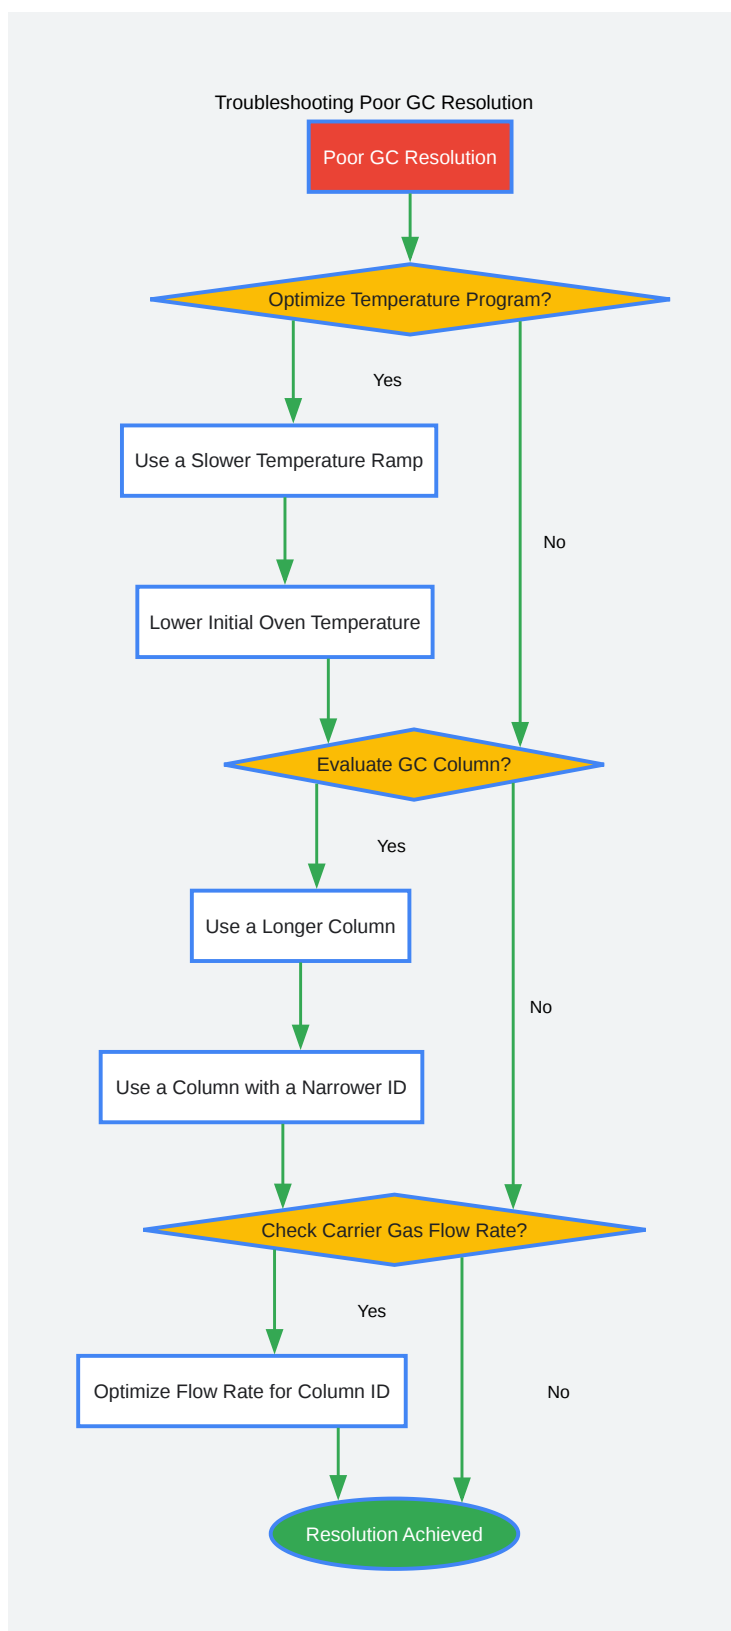 Troubleshooting Poor GC Resolution
Poor GC Resolution
Optimize Temperature Program?
Yes
Use a Slower Temperature Ramp
No
Lower Initial Oven Temperature
Evaluate GC Column?
Yes
Use a Longer Column
No
Use a Column with a Narrower ID
Check Carrier Gas Flow Rate?
Yes
Optimize Flow Rate for Column ID
No
Resolution Achieved